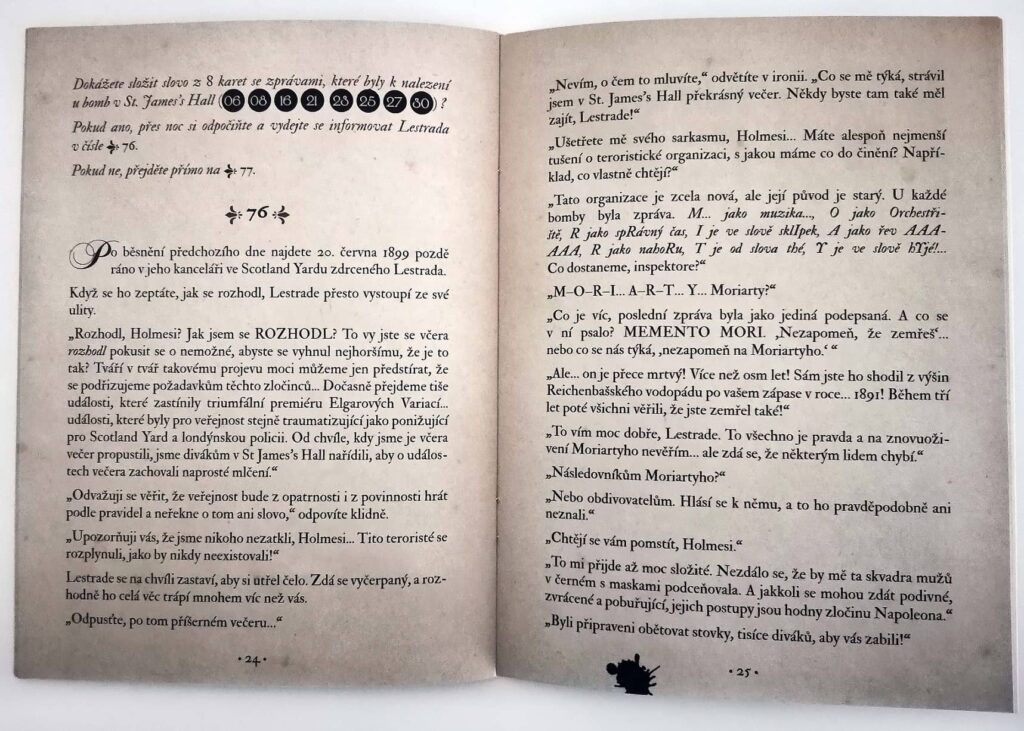 Dokážete složit slovo z 8 karet se zprávami, které byly k nalezení
u bomb v St. James's Hall (06 08 16 21 23 25 27 30) ?
Pokud ano, přes noc si odpočiňte a vydejte se informovat Lestrada
v čísle 76.
Pokud ne, přejděte přímo na 77.
76
Po běsnění předchozího dne najdete 20. června 1899 pozdě
ráno v jeho kanceláři ve Scotland Yardu zdrceného Lestrada.
Když se ho zeptáte, jak se rozhodl, Lestrade přesto vystoupí ze své
ulity.
„Rozhodl, Holmesi? Jak jsem se ROZHODL? To vy jste se včera
rozhodl pokusit se o nemožné, abyste se vyhnul nejhoršímu, že je to
tak? Tváří v tvář takovému projevu moci můžeme jen předstírat, že
se podřizujeme požadavkům těchto zločinců... Dočasně přejdeme tiše
události, které zastínily triumfální premiéru Elgarových Variací...
události, které byly pro veřejnost stejně traumatizující jako ponižující
pro Scotland Yard a londýnskou policii. Od chvíle, kdy jsme je včera
večer propustili, jsme divákům v St James's Hall nařídili, aby o událos-
tech večera zachovali naprosté mlčení.“
„Odvažuji se věřit, že veřejnost bude z opatrnosti i z povinnosti hrát
podle pravidel a neřekne o tom ani slovo,“ odpovíte klidně.
„Upozorňuji vás, že jsme nikoho nezatkli, Holmesi... Tito teroristé se
rozplynuli, jako by nikdy neexistovali!“
Lestrade se na chvíli zastaví, aby si utřel čelo. Zdá se vyčerpaný, a roz-
hodně ho celá věc trápí mnohem víc než vás.
„Odpusťte, po tom příšerném večeru...“
• 24 •
„Nevím, o čem to mluvíte,“ odvětíte v ironii. „Co se mě týká, strávil
jsem v St. James's Hall překrásný večer. Někdy byste tam také měl
zajít, Lestrade!“
„Ušetřete mě svého sarkasmu, Holmesi... Máte alespoň nejmenší
tušení o teroristické organizaci, s jakou máme co do činění? Napří-
klad, co vlastně chtějí?“
„Tato organizace je zcela nová, ale její původ je starý. U každé
bomby byla zpráva. M... jako muzika..., O jako Orchestři-
ště, R jako spRávný čas, I je ve slově sklIpek, A jako řev AAA-
AAA, R jako nahoRu, T je od slova thé, Y je ve slově hYjé!...
Co dostaneme, inspektore?“
„M–O–R–I... A–R–T... Y... Moriarty?“
„Co je víc, poslední zpráva byla jako jediná podepsaná. A co se
v ní psalo? MEMENTO MORI. ‚Nezapomeň, že zemřeš‘...
nebo co se nás týká, ‚nezapomeň na Moriartyho.‘ “
„Ale... on je přece mrtvý! Více než osm let! Sám jste ho shodil z výšin
Reichenbašského vodopádu po vašem zápase v roce... 1891! Během tří
let poté všichni věřili, že jste zemřel také!“
„To vím moc dobře, Lestrade. To všechno je pravda a na znovuoži-
vení Moriartyho nevěřím... ale zdá se, že některým lidem chybí.“
„Následovníkům Moriartyho?“
„Nebo obdivovatelům. Hlásí se k němu, a to ho pravděpodobně ani
neznali.“
„Chtějí se vám pomstít, Holmesi.“
„To mi přijde až moc složité. Nezdálo se, že by mě ta skvadra mužů
v černém s maskami podceňovala. A jakkoli se mohou zdát podivné,
zvrácené a pobuřující, jejich postupy jsou hodny zločinu Napoleona.“
„Byli připraveni obětovat stovky, tisíce diváků, aby vás zabili!“
• 25 •